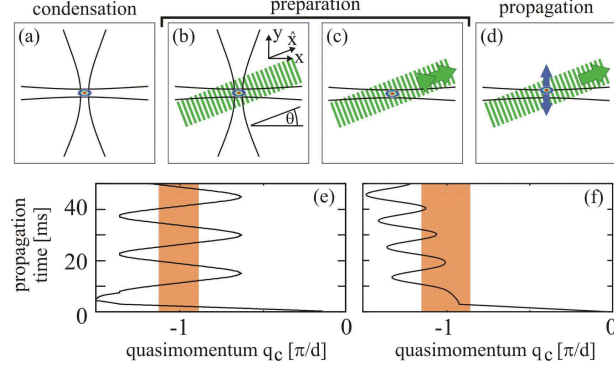 condensation preparation propagation
(a) (b) (c) (d)
y x̂ x
θ
(e) (f)
propagation time [ms]
40
20
0
-1 0 -1 0
quasimomentum q_c [π/d] quasimomentum q_c [π/d]